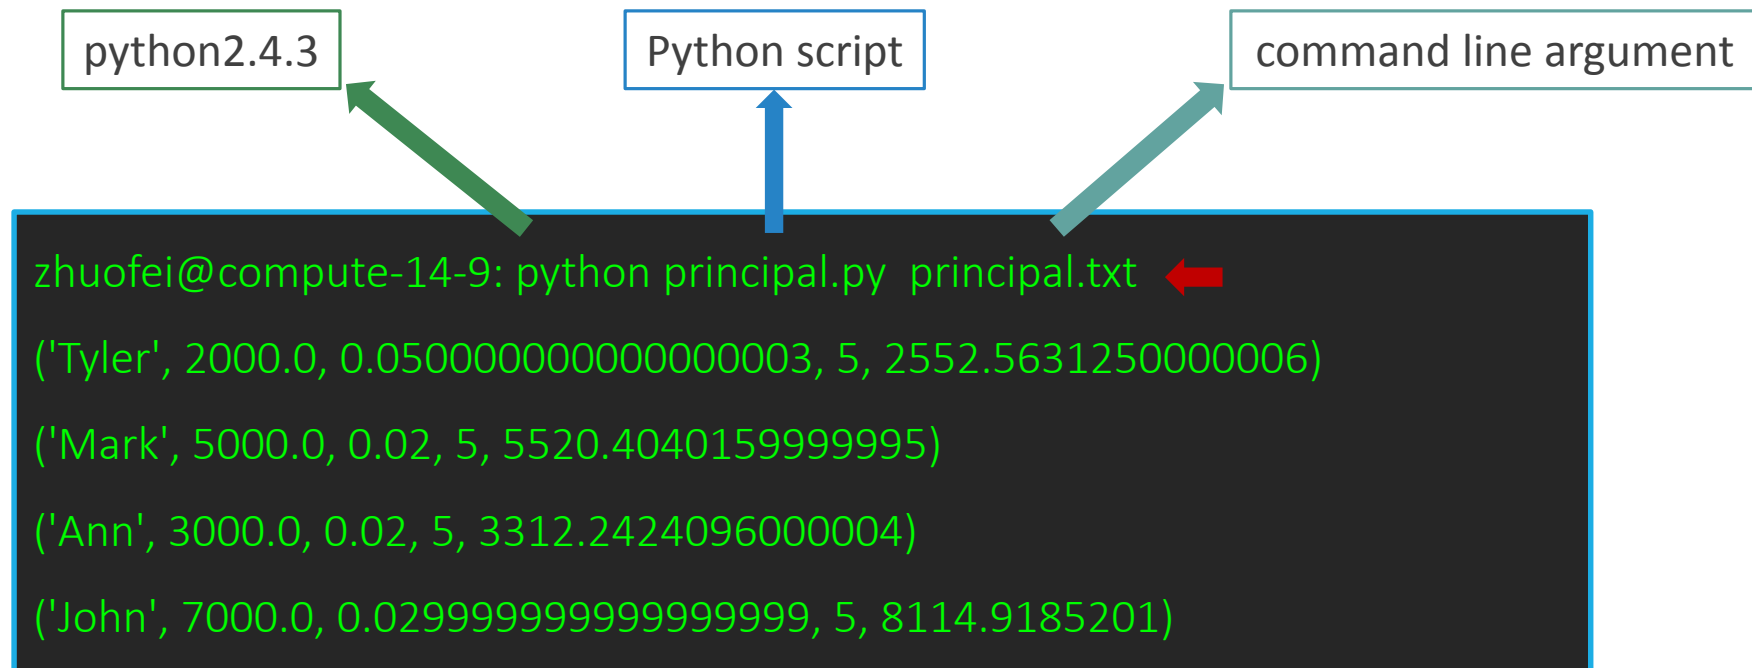 python2.4.3
Python script
command line argument
zhuofei@compute-14-9: python principal.py  principal.txt
('Tyler', 2000.0, 0.050000000000000003, 5, 2552.5631250000006)
('Mark', 5000.0, 0.02, 5, 5520.4040159999995)
('Ann', 3000.0, 0.02, 5, 3312.2424096000004)
('John', 7000.0, 0.029999999999999999, 5, 8114.9185201)